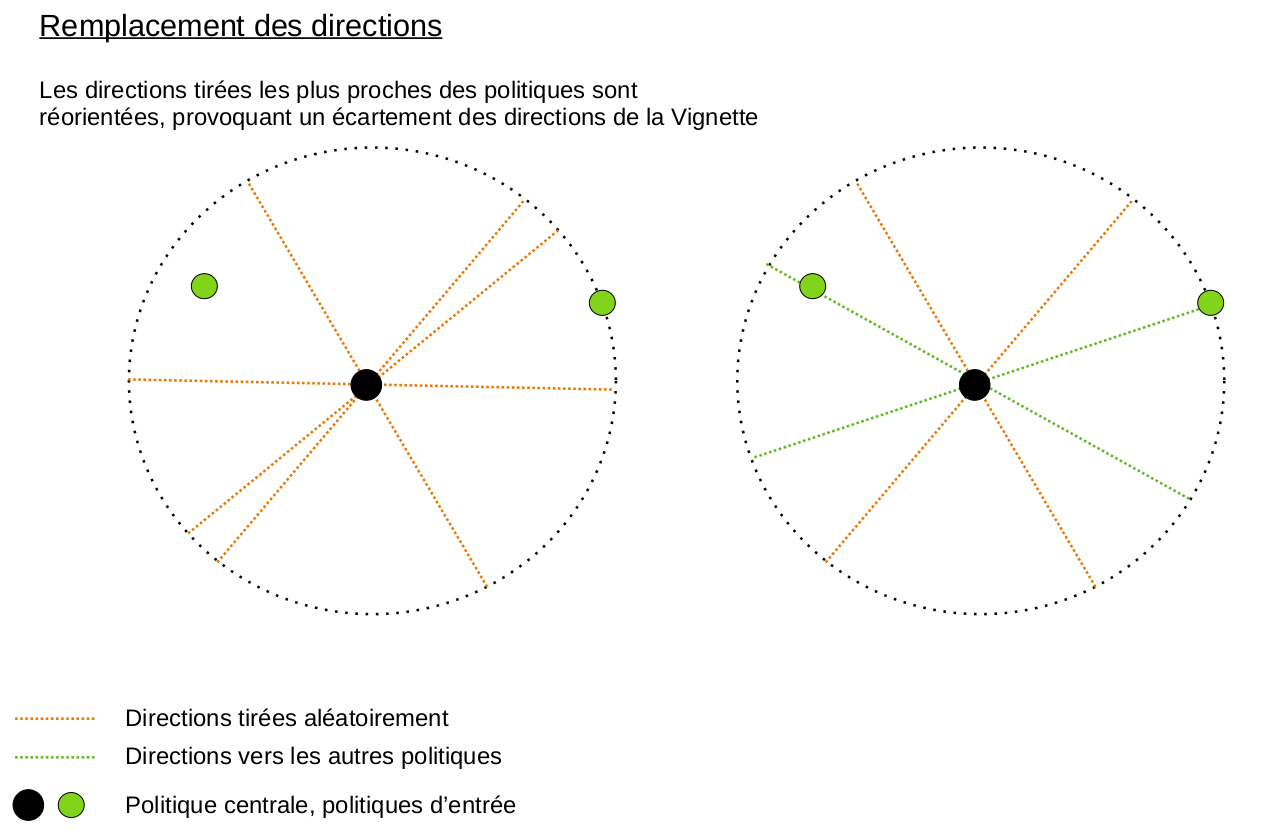 Remplacement des directions
Les directions tirées les plus proches des politiques sont
réorientées, provoquant un écartement des directions de la Vignette
Directions tirées aléatoirement
Directions vers les autres politiques
Politique centrale, politiques d’entrée